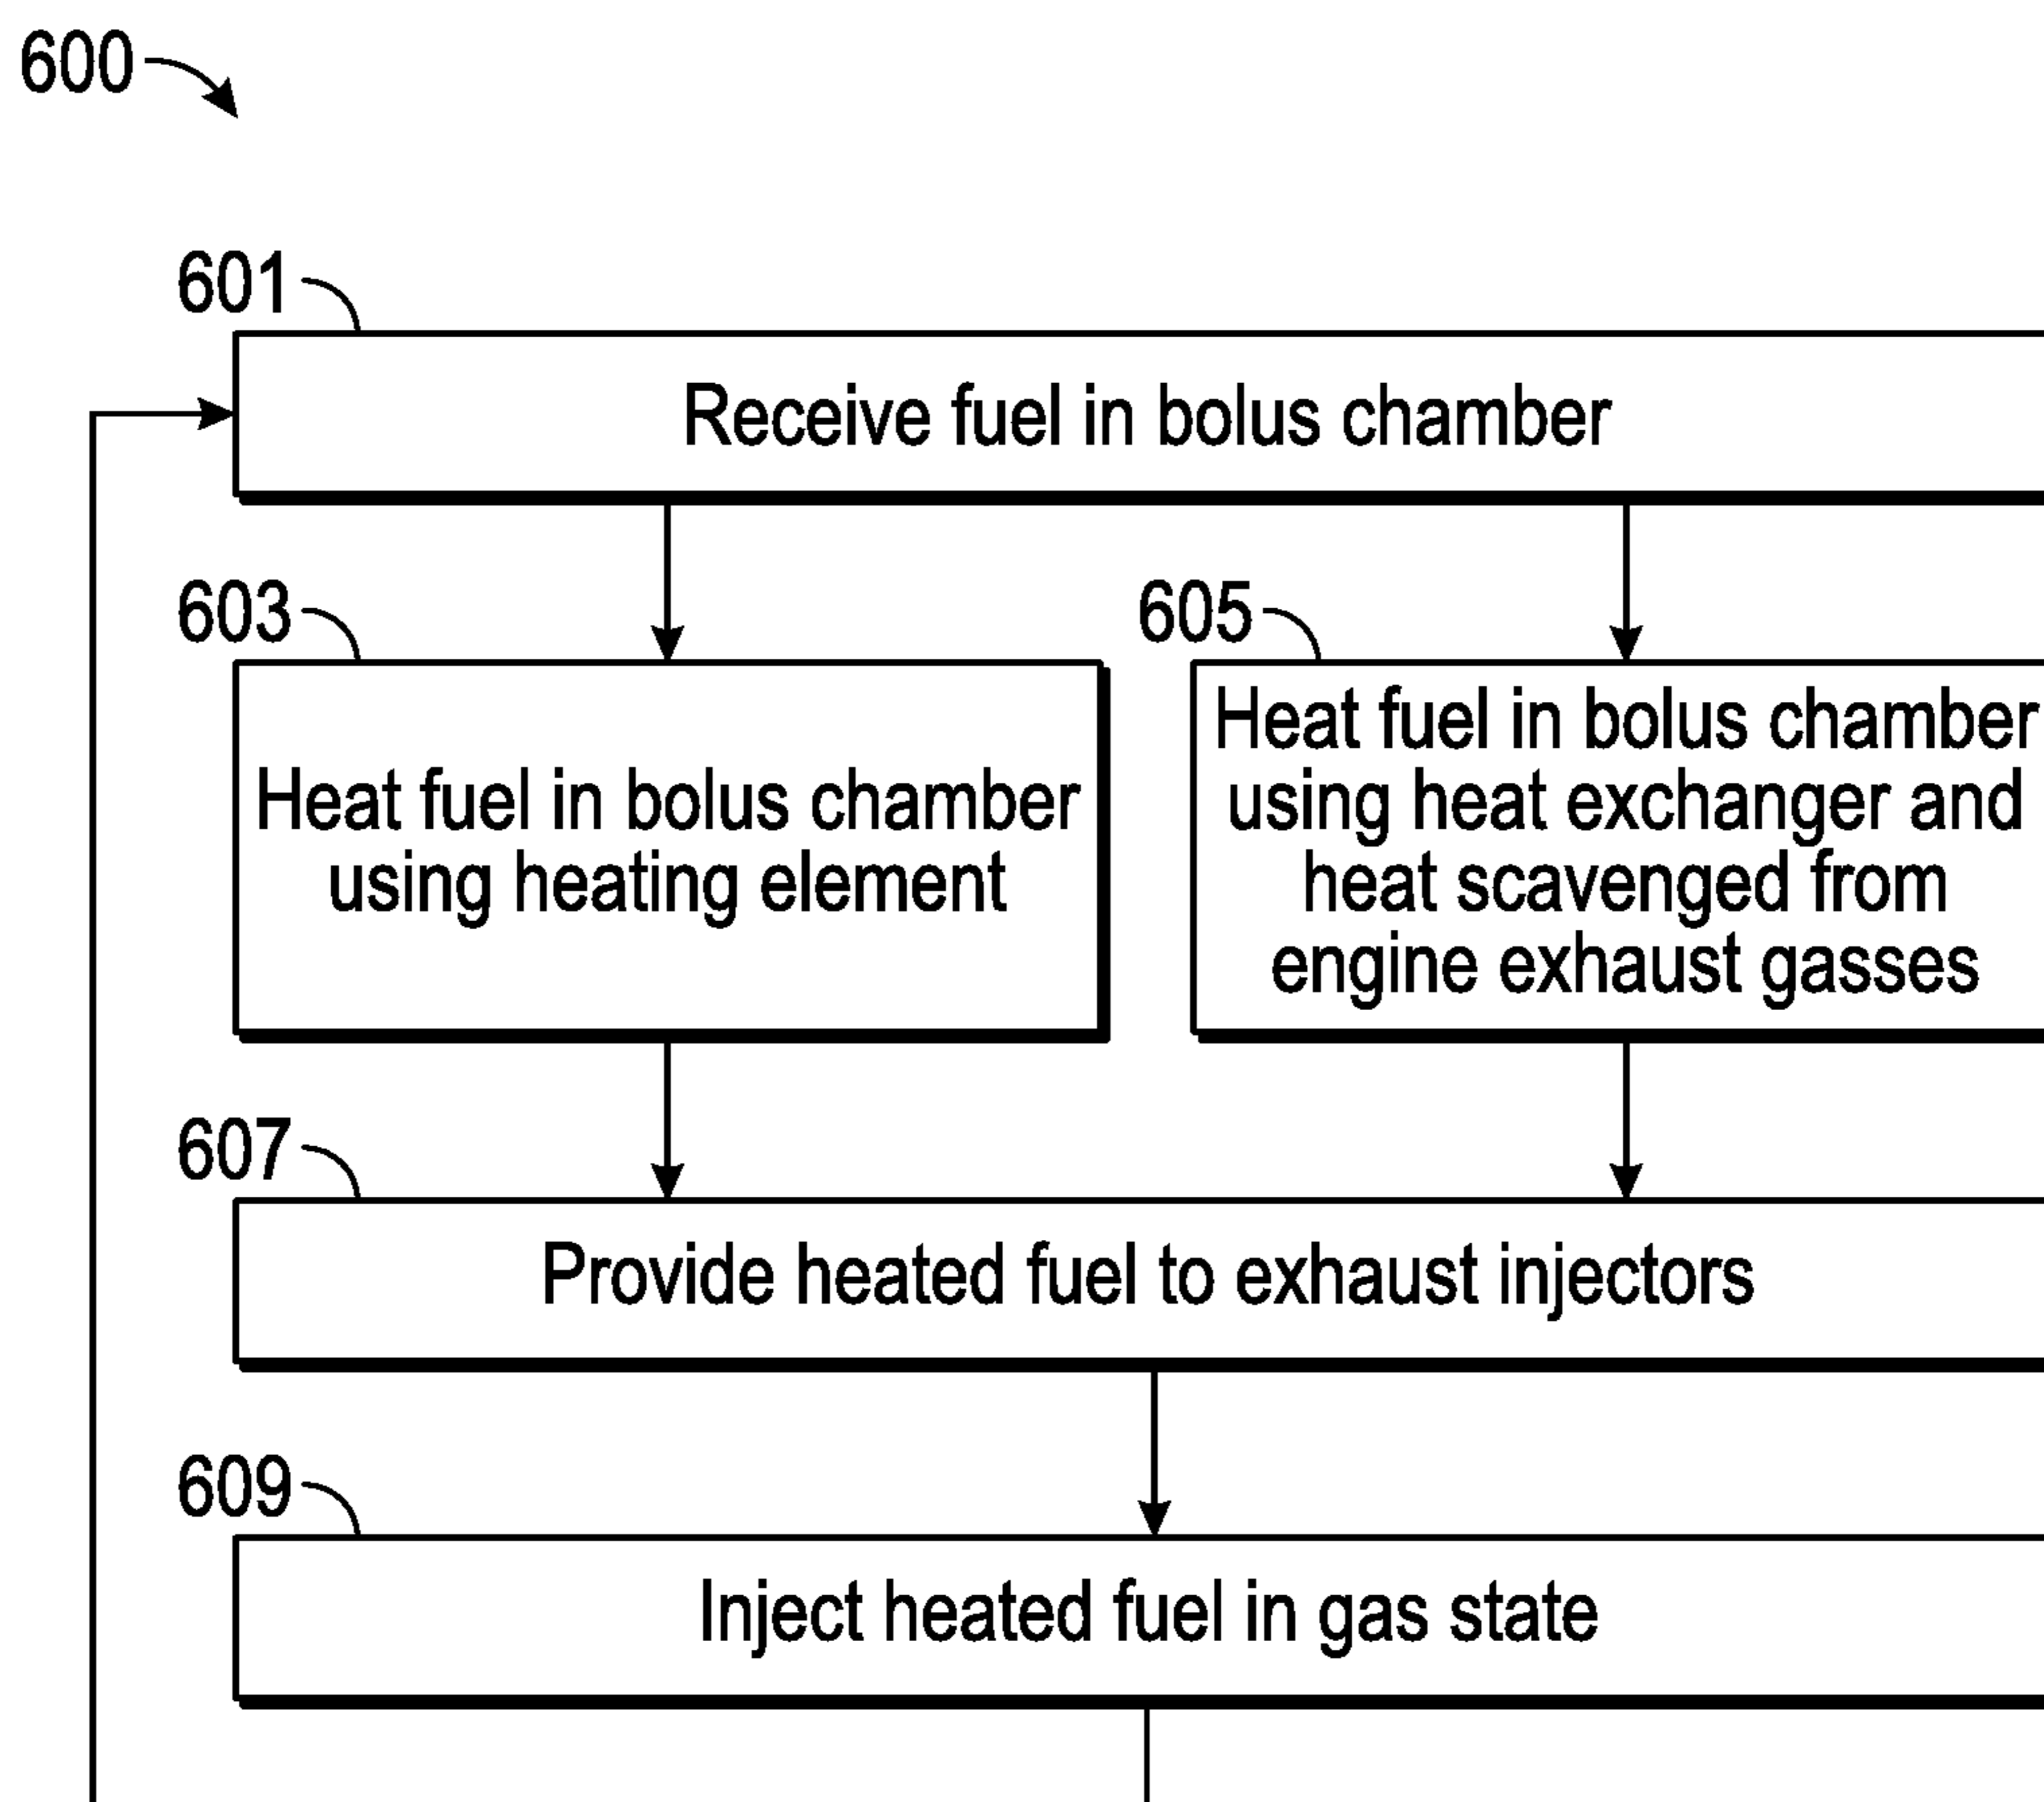 600
601
Receive fuel in bolus chamber
603
Heat fuel in bolus chamber
using heating element
605
Heat fuel in bolus chamber
using heat exchanger and
heat scavenged from
engine exhaust gasses
607
Provide heated fuel to exhaust injectors
609
Inject heated fuel in gas state